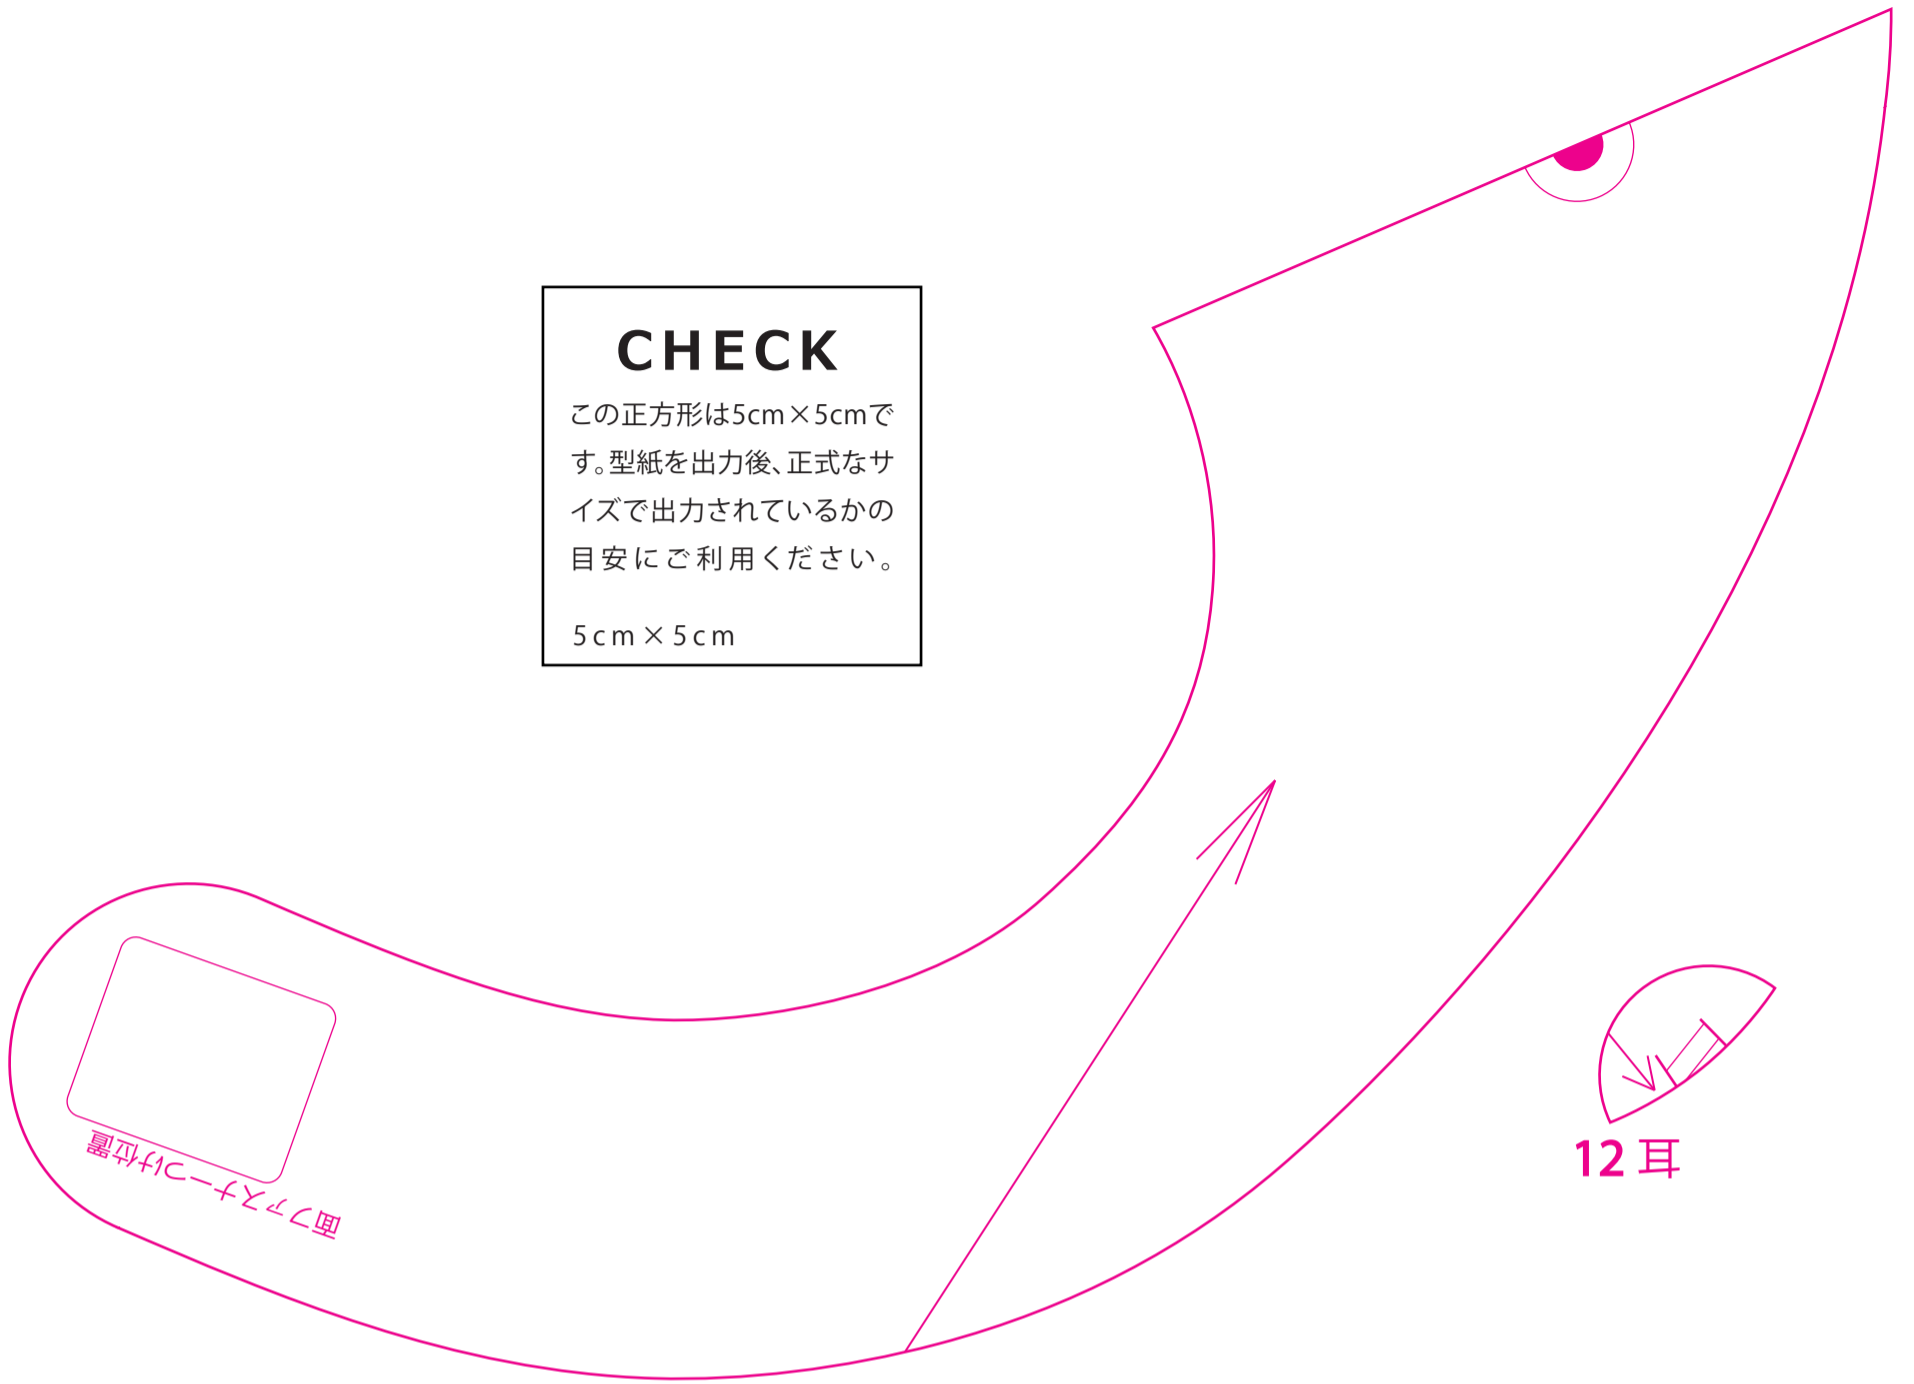 CHECK
この正方形は5cm×5cmで
す。型紙を出力後、正式なサ
イズで出力されているかの
目安にご利用ください。
5cm×5cm
面ファスナーつけ位置
12 耳